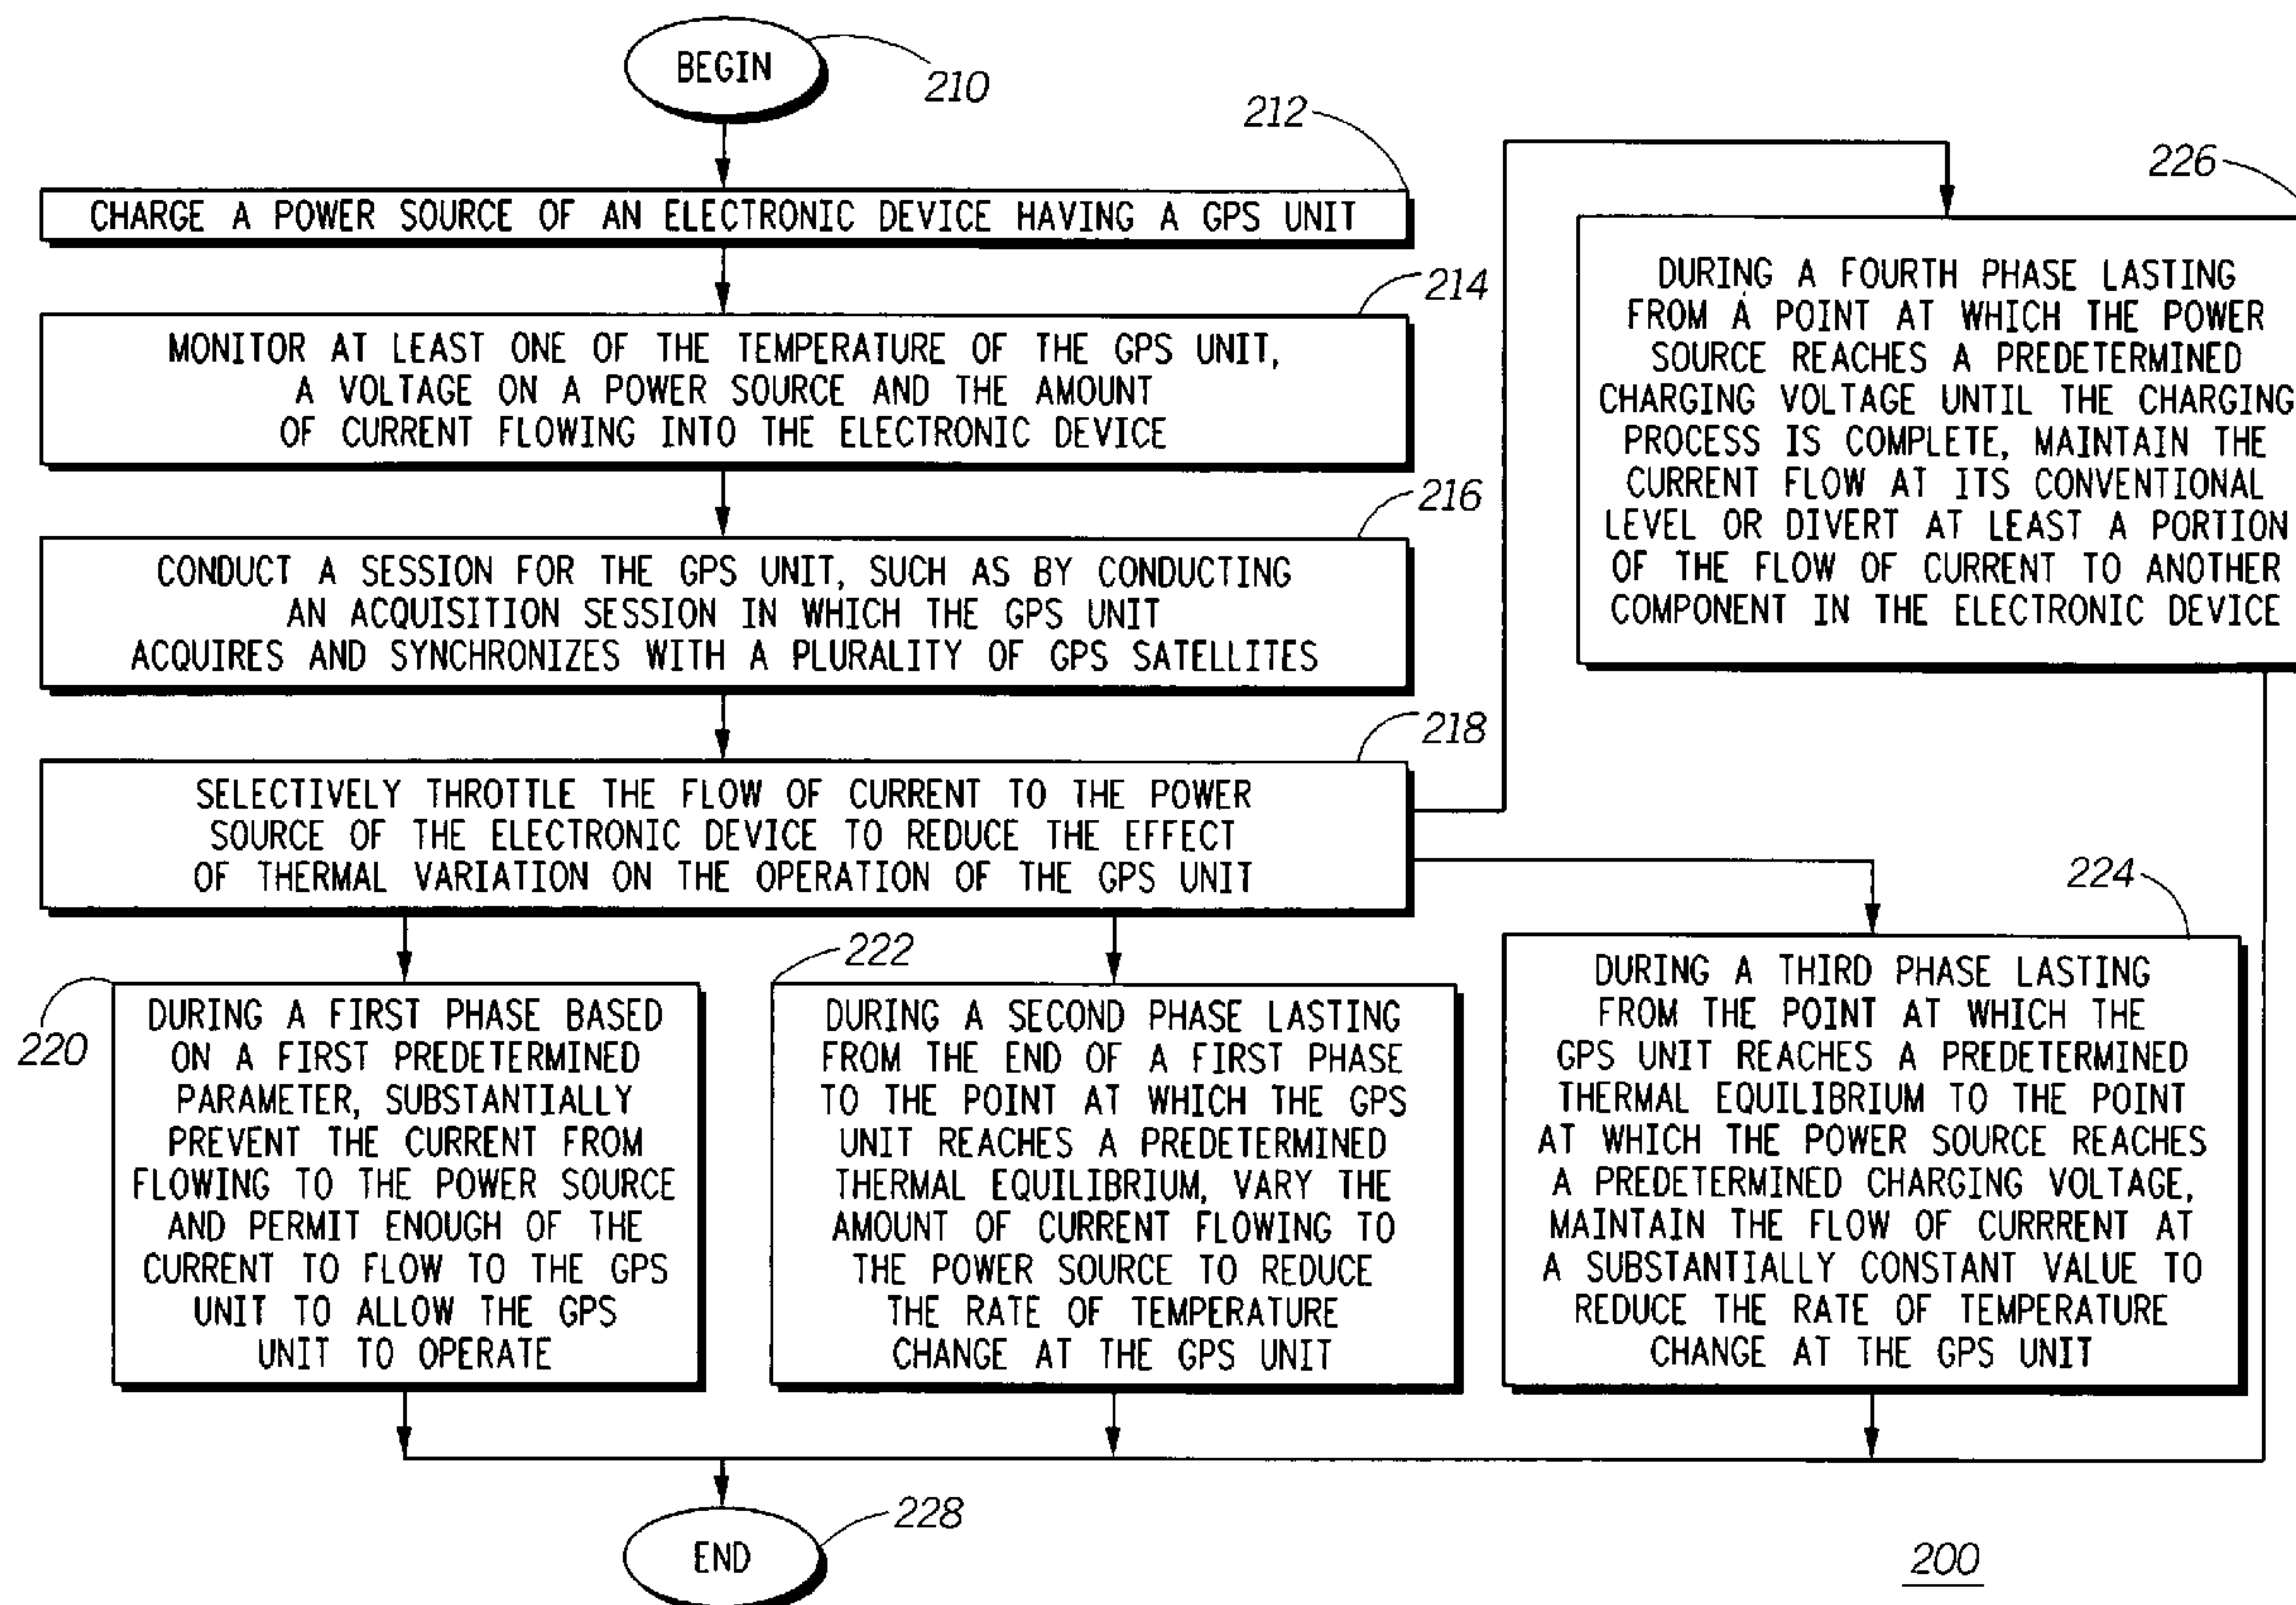 BEGIN
210
212
CHARGE A POWER SOURCE OF AN ELECTRONIC DEVICE HAVING A GPS UNIT
214
MONITOR AT LEAST ONE OF THE TEMPERATURE OF THE GPS UNIT,
A VOLTAGE ON A POWER SOURCE AND THE AMOUNT
OF CURRENT FLOWING INTO THE ELECTRONIC DEVICE
216
CONDUCT A SESSION FOR THE GPS UNIT, SUCH AS BY CONDUCTING
AN ACQUISITION SESSION IN WHICH THE GPS UNIT
ACQUIRES AND SYNCHRONIZES WITH A PLURALITY OF GPS SATELLITES
218
SELECTIVELY THROTTLE THE FLOW OF CURRENT TO THE POWER
SOURCE OF THE ELECTRONIC DEVICE TO REDUCE THE EFFECT
OF THERMAL VARIATION ON THE OPERATION OF THE GPS UNIT
220
DURING A FIRST PHASE BASED
ON A FIRST PREDETERMINED
PARAMETER, SUBSTANTIALLY
PREVENT THE CURRENT FROM
FLOWING TO THE POWER SOURCE
AND PERMIT ENOUGH OF THE
CURRENT TO FLOW TO THE GPS
UNIT TO ALLOW THE GPS
UNIT TO OPERATE
222
DURING A SECOND PHASE LASTING
FROM THE END OF A FIRST PHASE
TO THE POINT AT WHICH THE GPS
UNIT REACHES A PREDETERMINED
THERMAL EQUILIBRIUM, VARY THE
AMOUNT OF CURRENT FLOWING TO
THE POWER SOURCE TO REDUCE
THE RATE OF TEMPERATURE
CHANGE AT THE GPS UNIT
224
DURING A THIRD PHASE LASTING
FROM THE POINT AT WHICH THE
GPS UNIT REACHES A PREDETERMINED
THERMAL EQUILIBRIUM TO THE POINT
AT WHICH THE POWER SOURCE REACHES
A PREDETERMINED CHARGING VOLTAGE,
MAINTAIN THE FLOW OF CURRRENT AT
A SUBSTANTIALLY CONSTANT VALUE TO
REDUCE THE RATE OF TEMPERATURE
CHANGE AT THE GPS UNIT
226
DURING A FOURTH PHASE LASTING
FROM A POINT AT WHICH THE POWER
SOURCE REACHES A PREDETERMINED
CHARGING VOLTAGE UNTIL THE CHARGING
PROCESS IS COMPLETE, MAINTAIN THE
CURRENT FLOW AT ITS CONVENTIONAL
LEVEL OR DIVERT AT LEAST A PORTION
OF THE FLOW OF CURRENT TO ANOTHER
COMPONENT IN THE ELECTRONIC DEVICE
END
228
200